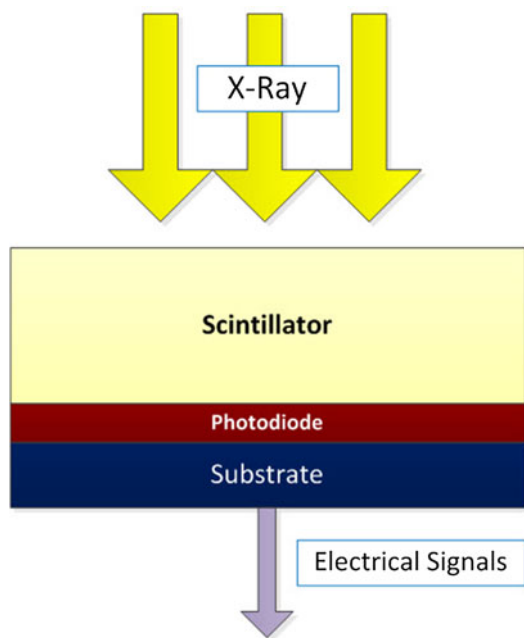 X-Ray
Scintillator
Photodiode
Substrate
Electrical Signals